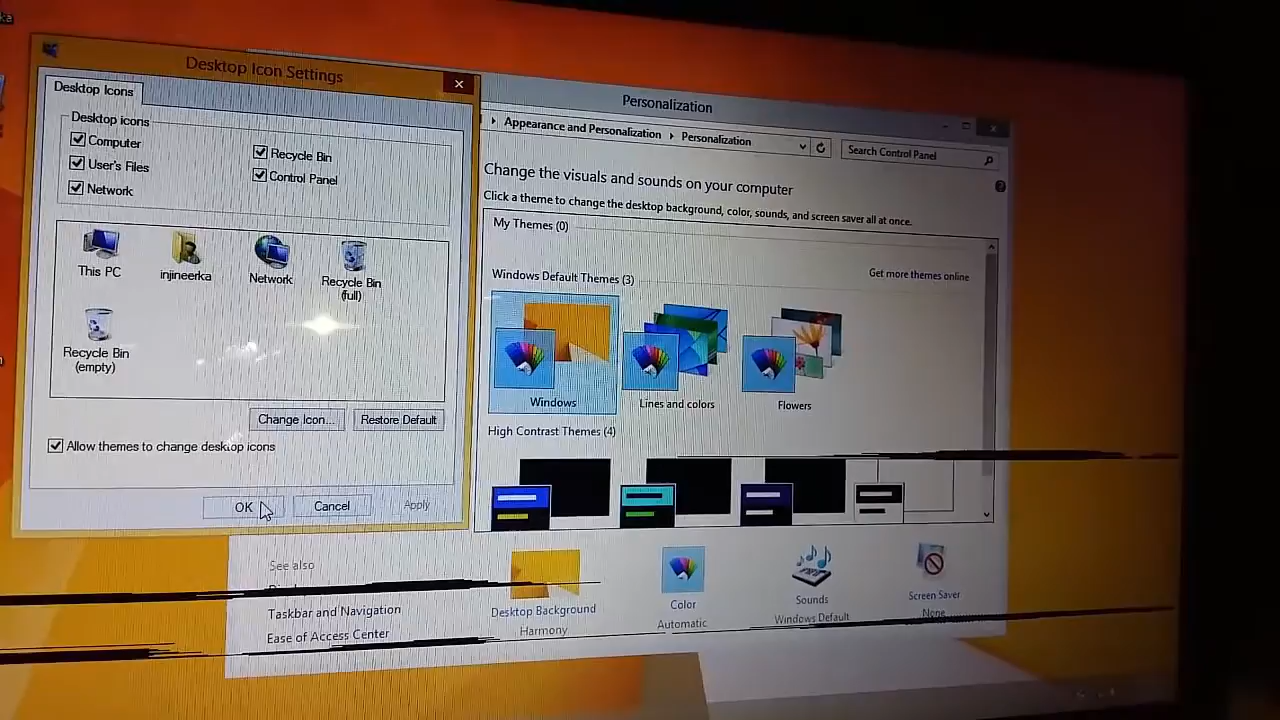 Desktop Icon Settings
Desktop Icons
Desktop icons
Computer
Recycle Bin
User's Files
Control Panel
Network
This PC
injineerka
Network
Recycle Bin
(full)
Recycle Bin
(empty)
Change Icon...
Restore Default
Allow themes to change desktop icons
OK
Cancel
Apply
Personalization
Appearance and Personalization
Personalization
Search Control Panel
Change the visuals and sounds on your computer
Click a theme to change the desktop background, color, sounds, and screen saver all at once.
My Themes (0)
Windows Default Themes (3)
Get more themes online
Windows
Lines and colors
Flowers
High Contrast Themes (4)
See also
Taskbar and Navigation
Ease of Access Center
Desktop Background
Harmony
Color
Automatic
Sounds
Windows Default
Screen Saver
None